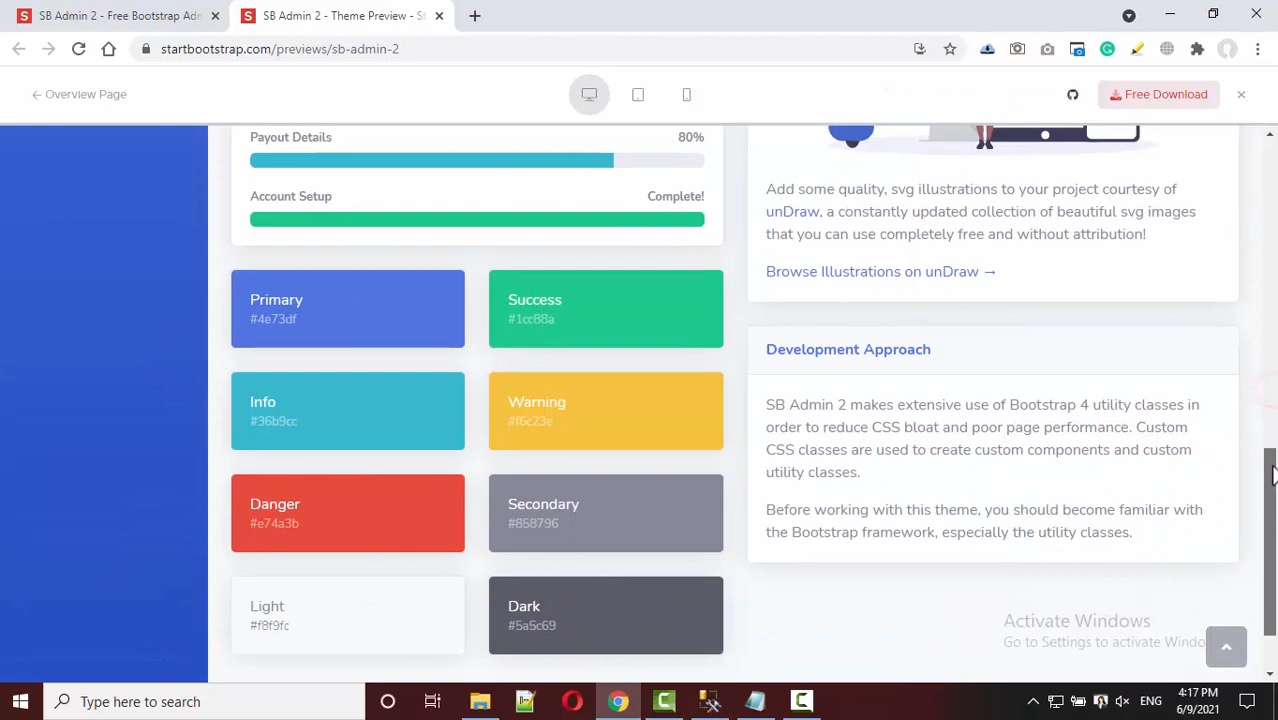 SB Admin 2 - Free Bootstrap Adm
SB Admin 2 - Theme Preview - St
startbootstrap.com/previews/sb-admin-2
← Overview Page
Free Download
Payout Details 80%
Account Setup Complete!
Primary
#4e73df
Success
#1cc88a
Info
#36b9cc
Warning
#f6c23e
Danger
#e74a3b
Secondary
#858796
Light
#f8f9fc
Dark
#5a5c69
Add some quality, svg illustrations to your project courtesy of
unDraw, a constantly updated collection of beautiful svg images
that you can use completely free and without attribution!
Browse Illustrations on unDraw →
Development Approach
SB Admin 2 makes extensive use of Bootstrap 4 utility classes in
order to reduce CSS bloat and poor page performance. Custom
CSS classes are used to create custom components and custom
utility classes.
Before working with this theme, you should become familiar with
the Bootstrap framework, especially the utility classes.
Activate Windows
Go to Settings to activate Windo
Type here to search
ENG
4:17 PM
6/9/2021